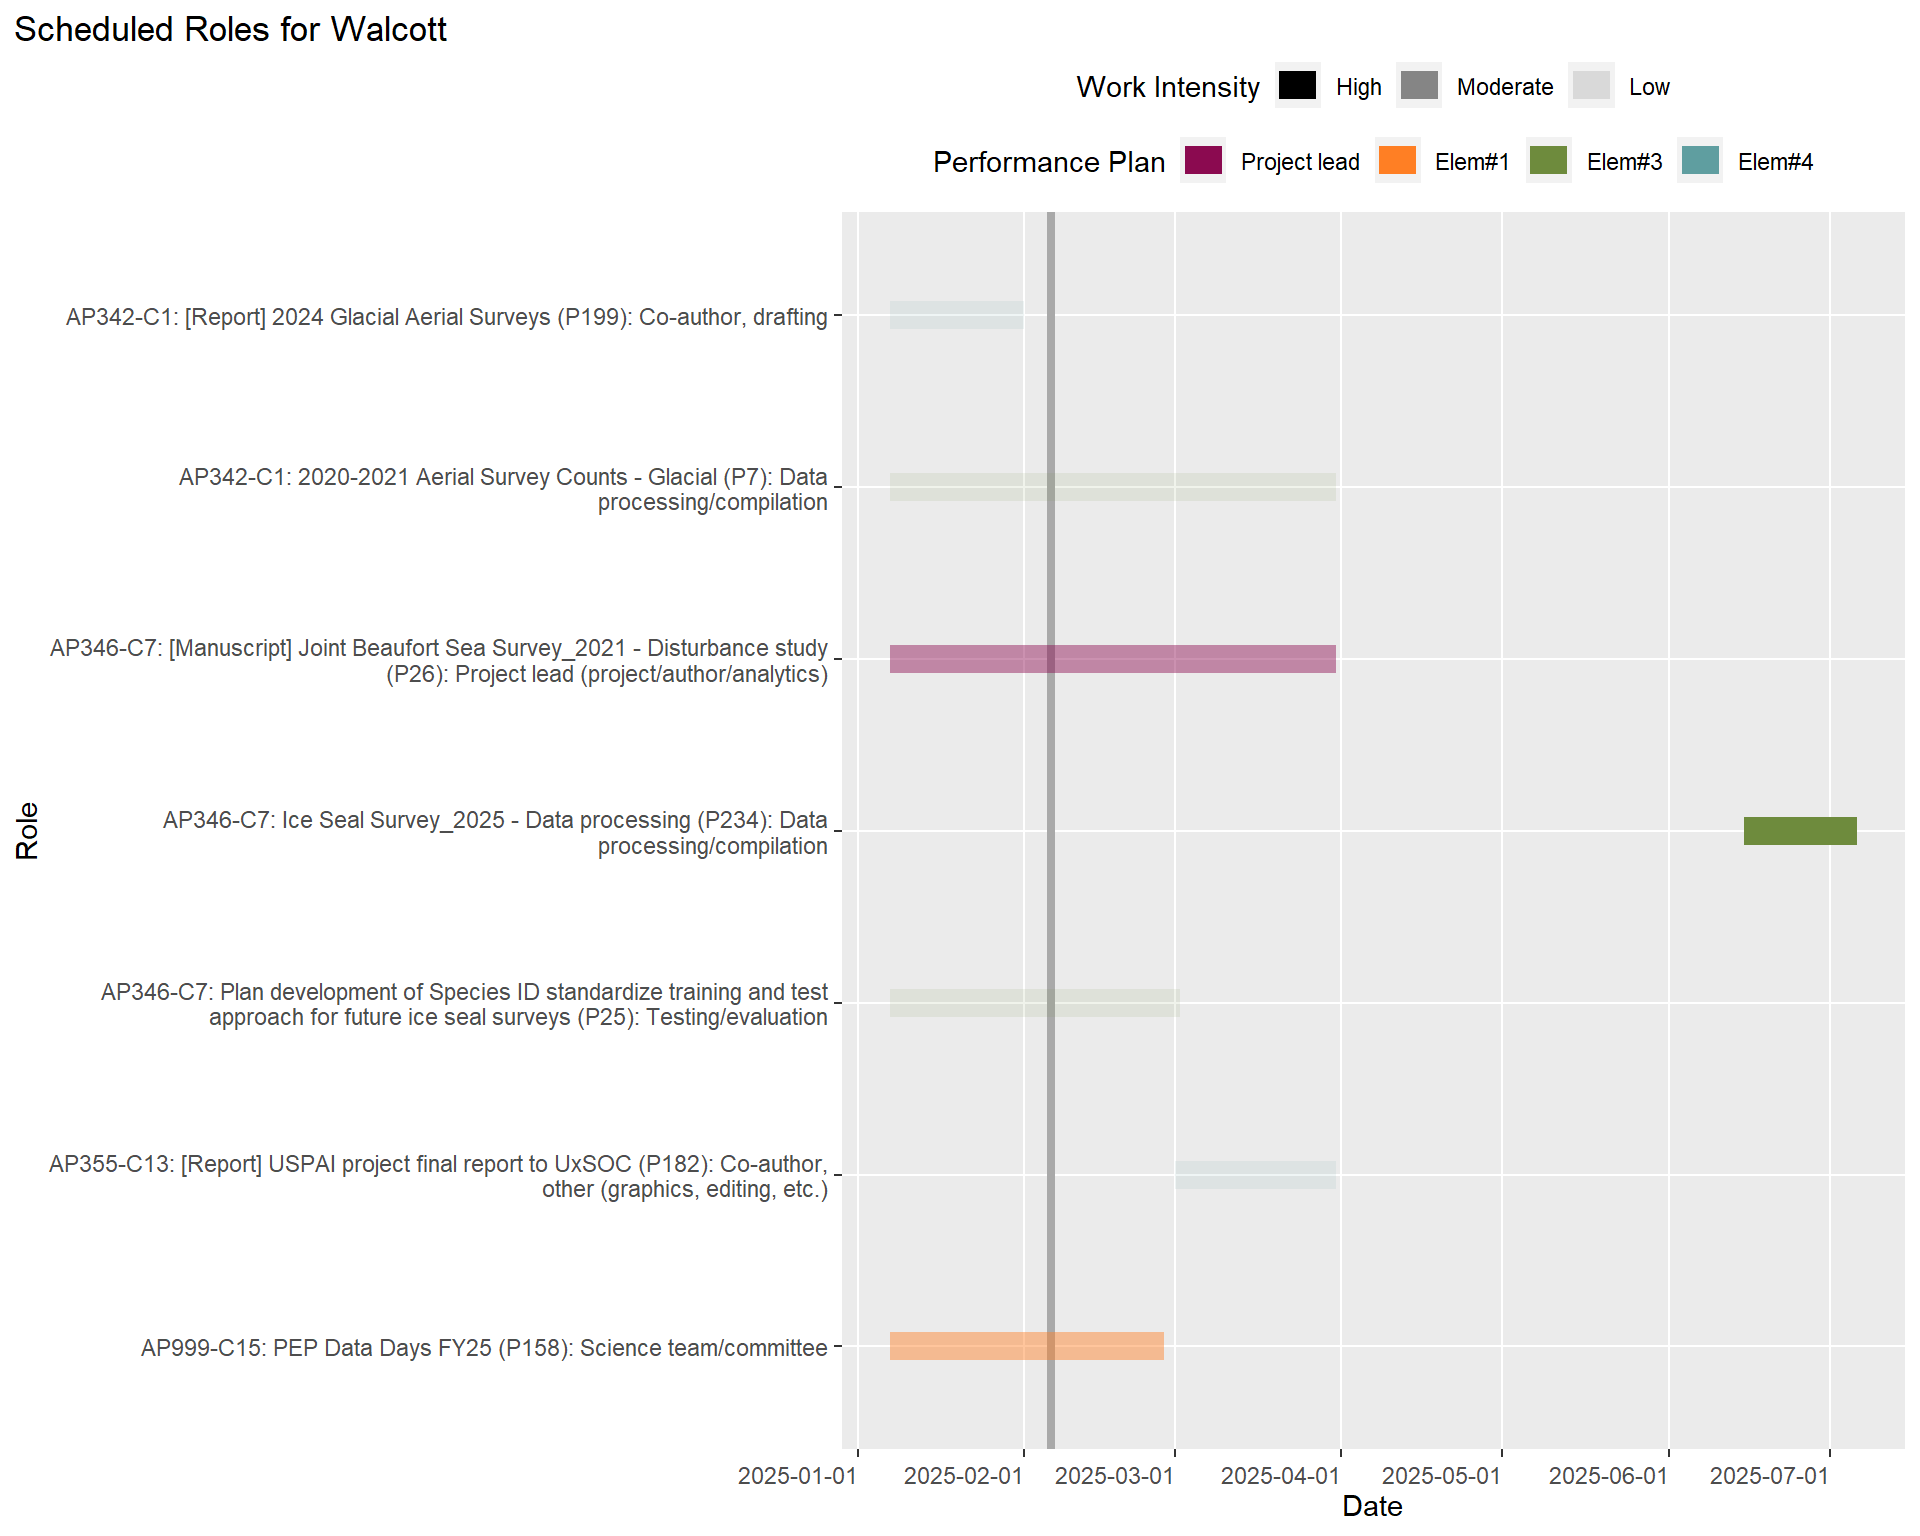 Scheduled Roles for Walcott
Work Intensity High Moderate Low
Performance Plan Project lead Elem#1 Elem#3 Elem#4
AP342-C1: [Report] 2024 Glacial Aerial Surveys (P199): Co-author, drafting
AP342-C1: 2020-2021 Aerial Survey Counts - Glacial (P7): Data
processing/compilation
AP346-C7: [Manuscript] Joint Beaufort Sea Survey_2021 - Disturbance study
(P26): Project lead (project/author/analytics)
AP346-C7: Ice Seal Survey_2025 - Data processing (P234): Data
processing/compilation
AP346-C7: Plan development of Species ID standardize training and test
approach for future ice seal surveys (P25): Testing/evaluation
AP355-C13: [Report] USPAI project final report to UxSOC (P182): Co-author,
other (graphics, editing, etc.)
AP999-C15: PEP Data Days FY25 (P158): Science team/committee
Role
2025-01-01 2025-02-01 2025-03-01 2025-04-01 2025-05-01 2025-06-01 2025-07-01
Date